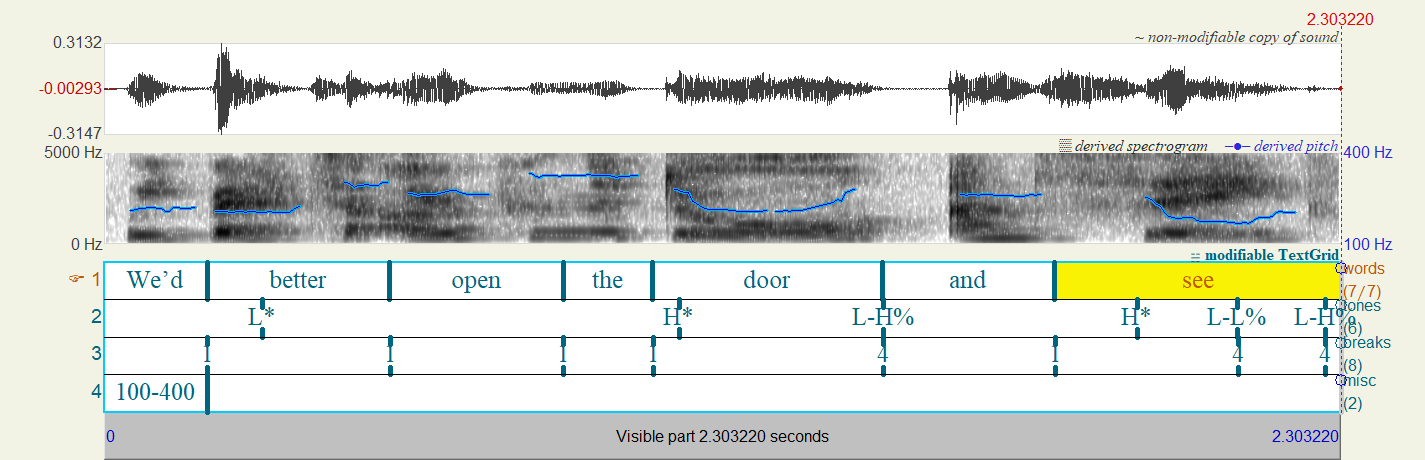 2.303220
0.3132
~ non-modifiable copy of sound
-0.00293
-0.3147
5000 Hz
derived spectrogram
derived pitch
400 Hz
0 Hz
100 Hz
modifiable TextGrid
1 We’d better open the door and see words (7/7)
2 L* H* L-H% H* L-L% L-H% tones (6)
3 1 1 1 1 4 1 4 4 breaks (8)
4 100-400 misc (2)
0 Visible part 2.303220 seconds 2.303220